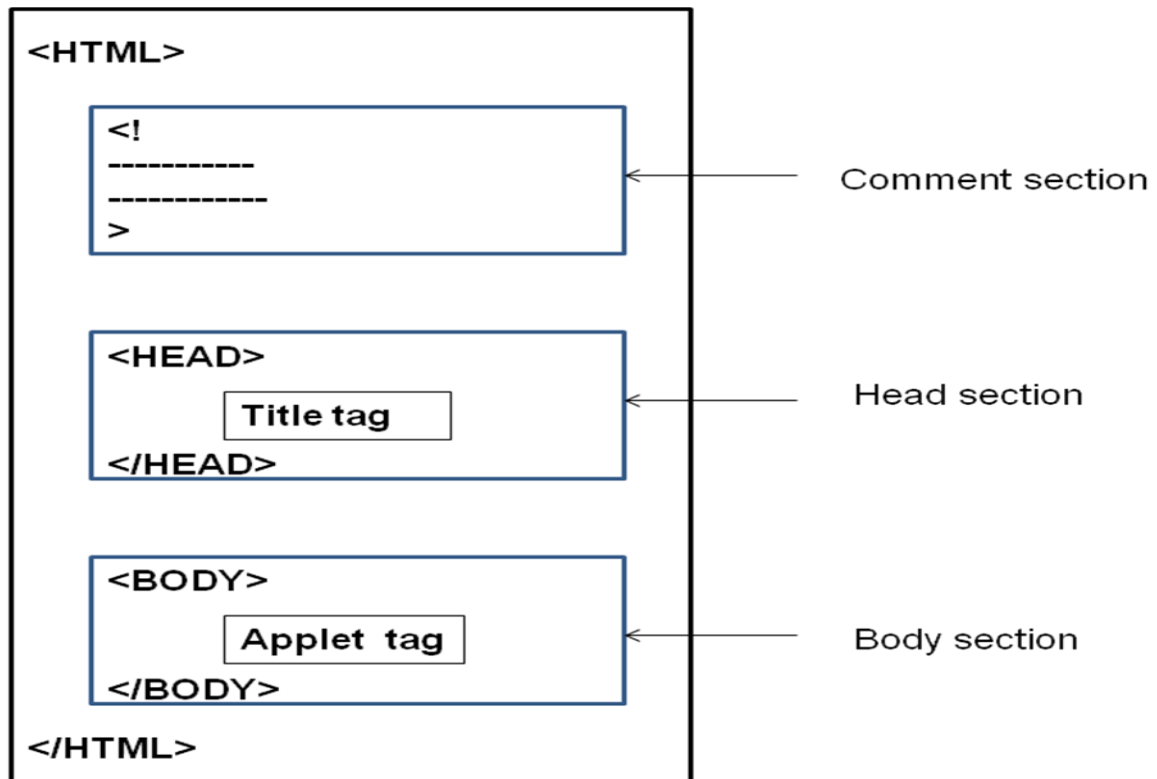 <HTML>
<!
-----------
------------
>
Comment section
<HEAD>
Title tag
</HEAD>
Head section
<BODY>
Applet tag
</BODY>
Body section
</HTML>